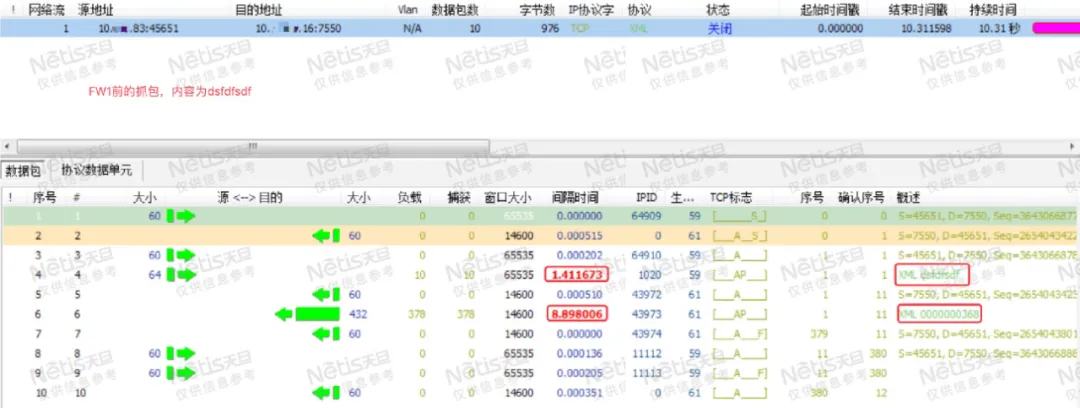 ! 网络流 源地址 目的地址 Vlan 数据包数 字节数 IP协议字 协议 状态 起始时间戳 结束时间戳 持续时间
1 10. .83:45651 10. .16:7550 N/A 10 976 TCP XML 关闭 0.000000 10.311598 10.31 秒
FW1前的抓包，内容为dsfdfsdf
数据包 协议数据单元
! 序号 # 大小 源 <--> 目的 大小 负载 捕获 窗口大小 间隔时间 IPID 生... TCP标志 序号 确认序号 概述
1 1 60 0 0 65535 0.000000 64909 59 [______S_] 0 0 S=45651, D=7550, Seq=3643066877
2 2 60 0 0 14600 0.000515 0 61 [___A__S_] 0 1 S=7550, D=45651, Seq=2654043422
3 3 60 0 0 65535 0.000202 64910 59 [___A____] 1 1 S=45651, D=7550, Seq=3643066878
4 4 64 10 10 65535 1.411673 1020 59 [___AP___] 1 1 XML dsfdfsdf
5 5 60 0 0 14600 0.000510 43972 61 [___A____] 1 11 S=7550, D=45651, Seq=2654043423
6 6 432 378 378 14600 8.898006 43973 61 [___AP___] 1 11 XML 0000000368
7 7 60 0 0 14600 0.000000 43974 61 [___A___F] 379 11 S=7550, D=45651, Seq=2654043801
8 8 60 0 0 65535 0.000136 11112 59 [___A____] 11 380 S=45651, D=7550, Seq=3643066888
9 9 60 0 0 65535 0.000205 11113 59 [___A___F] 11 380
10 10 60 0 0 14600 0.000351 0 61 [___A____] 380 12
Netis天旦
仅供信息参考